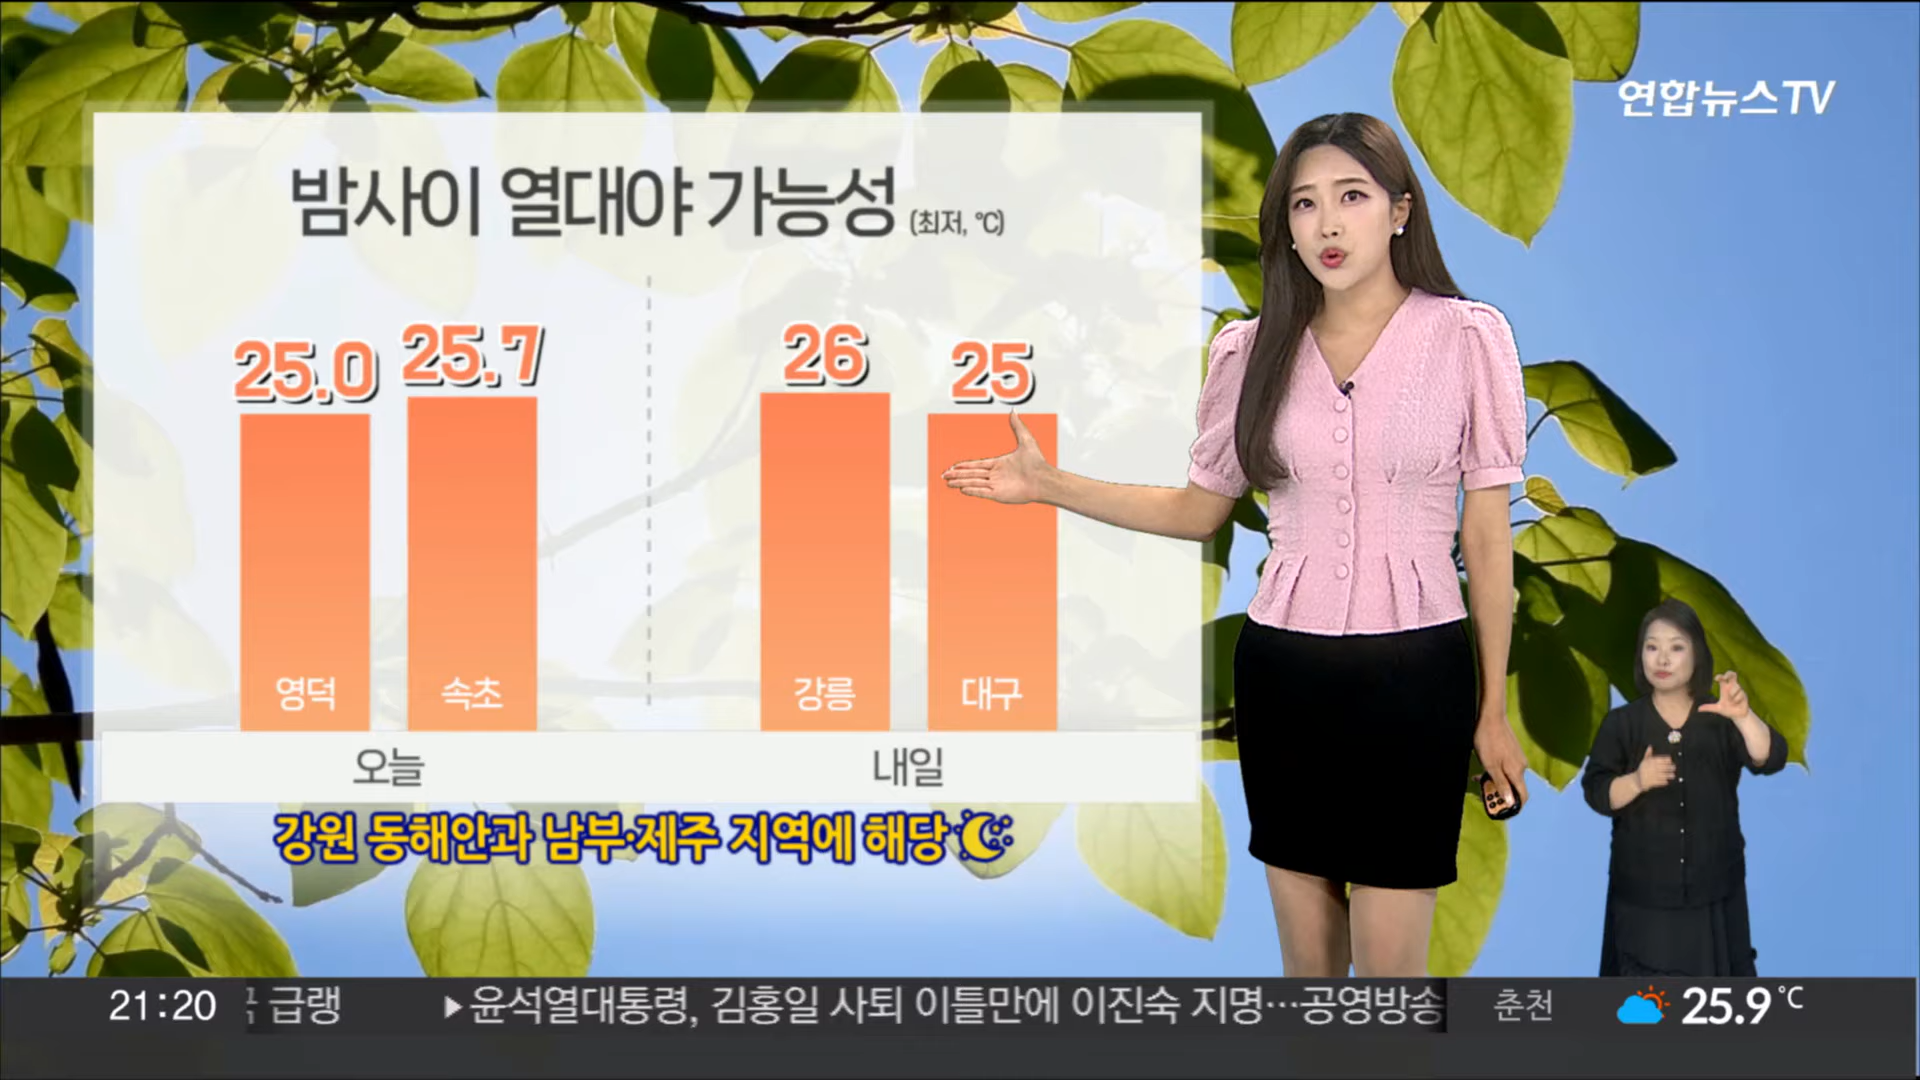 연합뉴스TV
밤사이 열대야 가능성 (최저, ℃)
25.0 25.7 26 25
영덕 속초 강릉 대구
오늘 내일
강원 동해안과 남부·제주 지역에 해당
21:20 급랭 ▶윤석열대통령, 김홍일 사퇴 이틀만에 이진숙 지명…공영방송 춘천 25.9℃